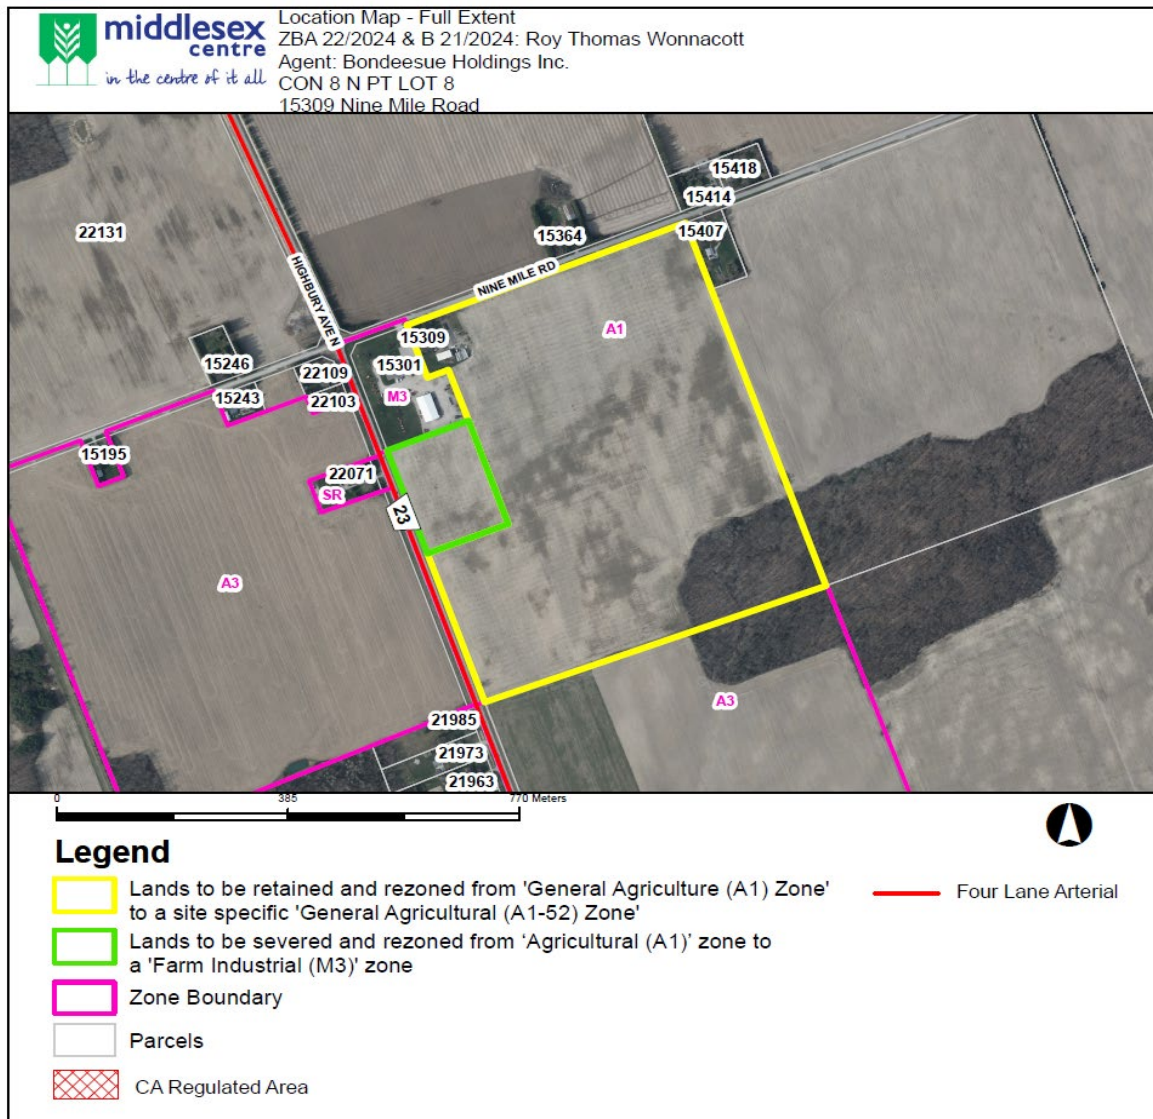 middlesex
centre
in the centre of it all
Location Map - Full Extent
ZBA 22/2024 & B 21/2024: Roy Thomas Wonnacott
Agent: Bondeesue Holdings Inc.
CON 8 N PT LOT 8
15309 Nine Mile Road
15418
15414
22131
15364
15407
HIGHBURY AVE N
NINE MILE RD
A1
15309
15246
15301
22109
15243
M3
22103
15195
22071
SR
23
A3
A3
21985
21973
21963
0 385 770 Meters
Legend
Lands to be retained and rezoned from 'General Agriculture (A1) Zone'
to a site specific 'General Agricultural (A1-52) Zone'
Four Lane Arterial
Lands to be severed and rezoned from ‘Agricultural (A1)’ zone to
a 'Farm Industrial (M3)' zone
Zone Boundary
Parcels
CA Regulated Area